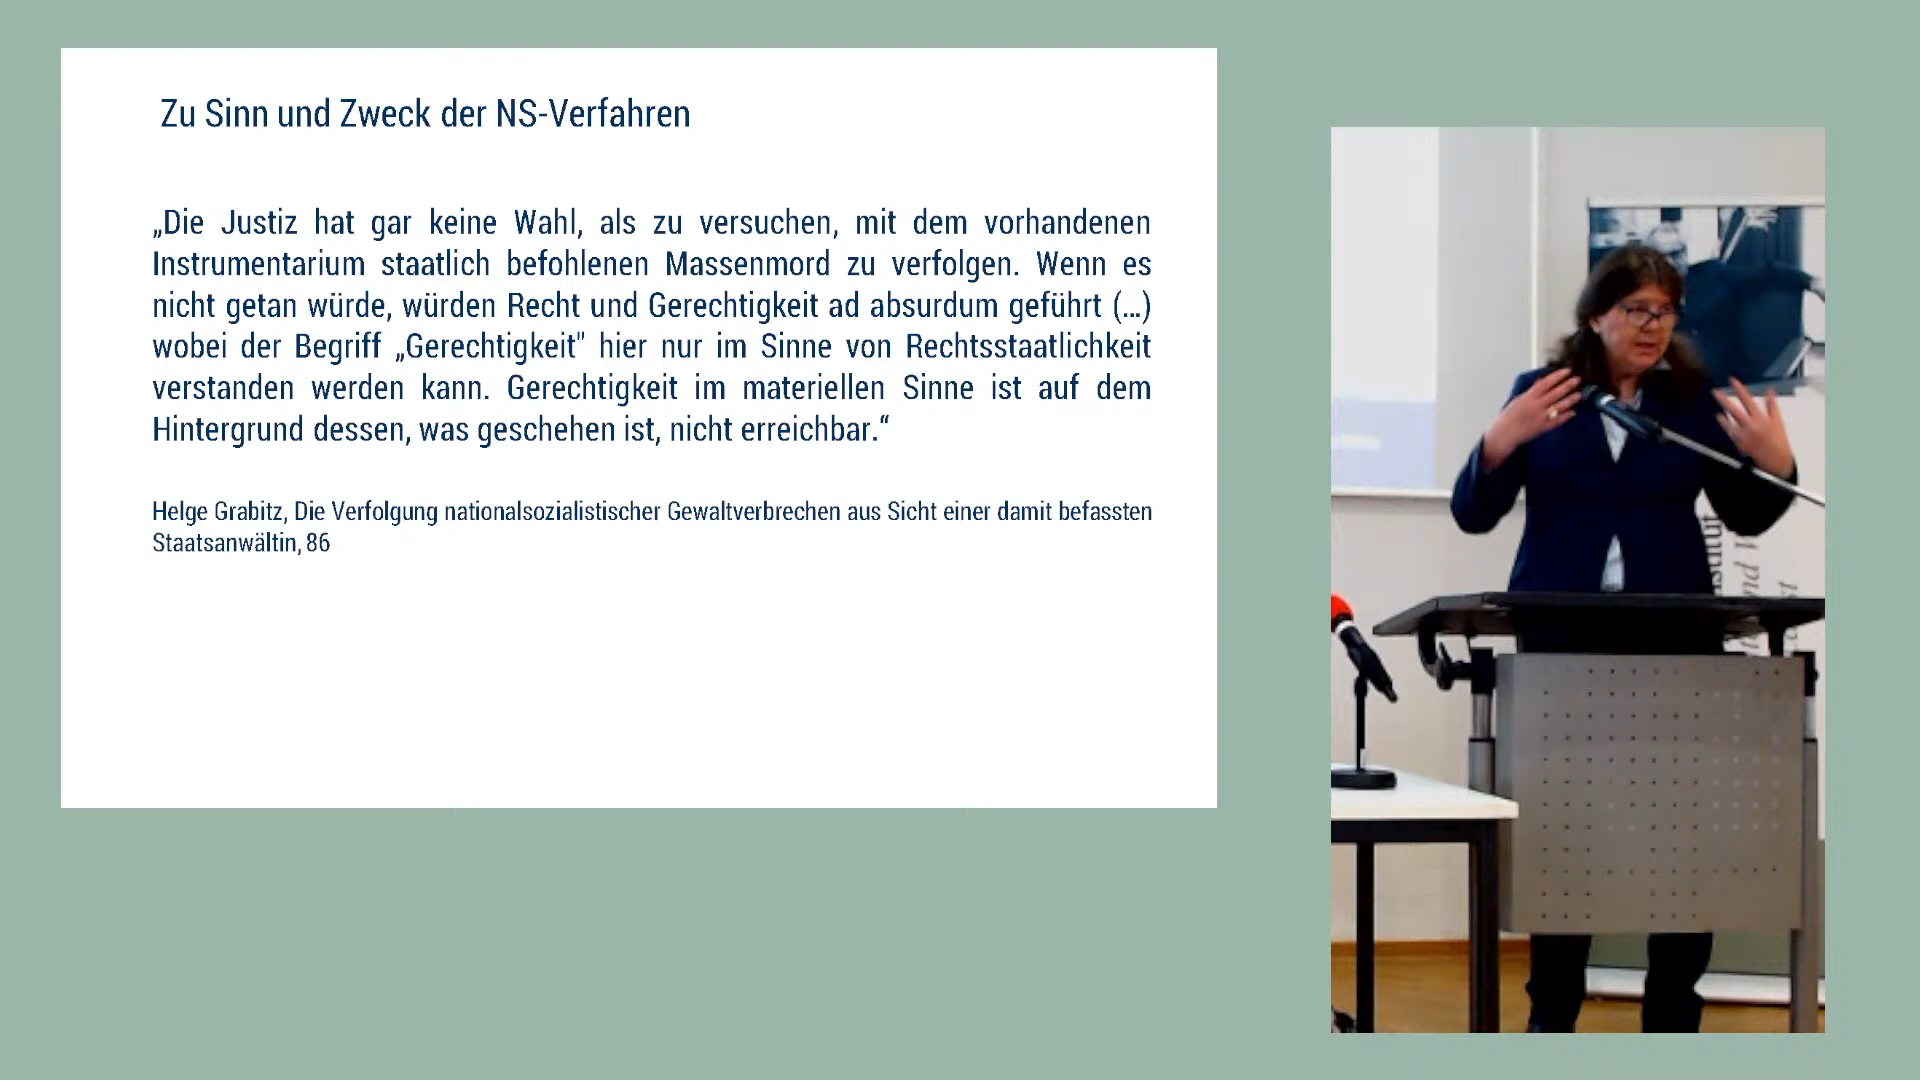 Zu Sinn und Zweck der NS-Verfahren
„Die Justiz hat gar keine Wahl, als zu versuchen, mit dem vorhandenen
Instrumentarium staatlich befohlenen Massenmord zu verfolgen. Wenn es
nicht getan würde, würden Recht und Gerechtigkeit ad absurdum geführt (...)
wobei der Begriff „Gerechtigkeit" hier nur im Sinne von Rechtsstaatlichkeit
verstanden werden kann. Gerechtigkeit im materiellen Sinne ist auf dem
Hintergrund dessen, was geschehen ist, nicht erreichbar.“
Helge Grabitz, Die Verfolgung nationalsozialistischer Gewaltverbrechen aus Sicht einer damit befassten
Staatsanwältin, 86